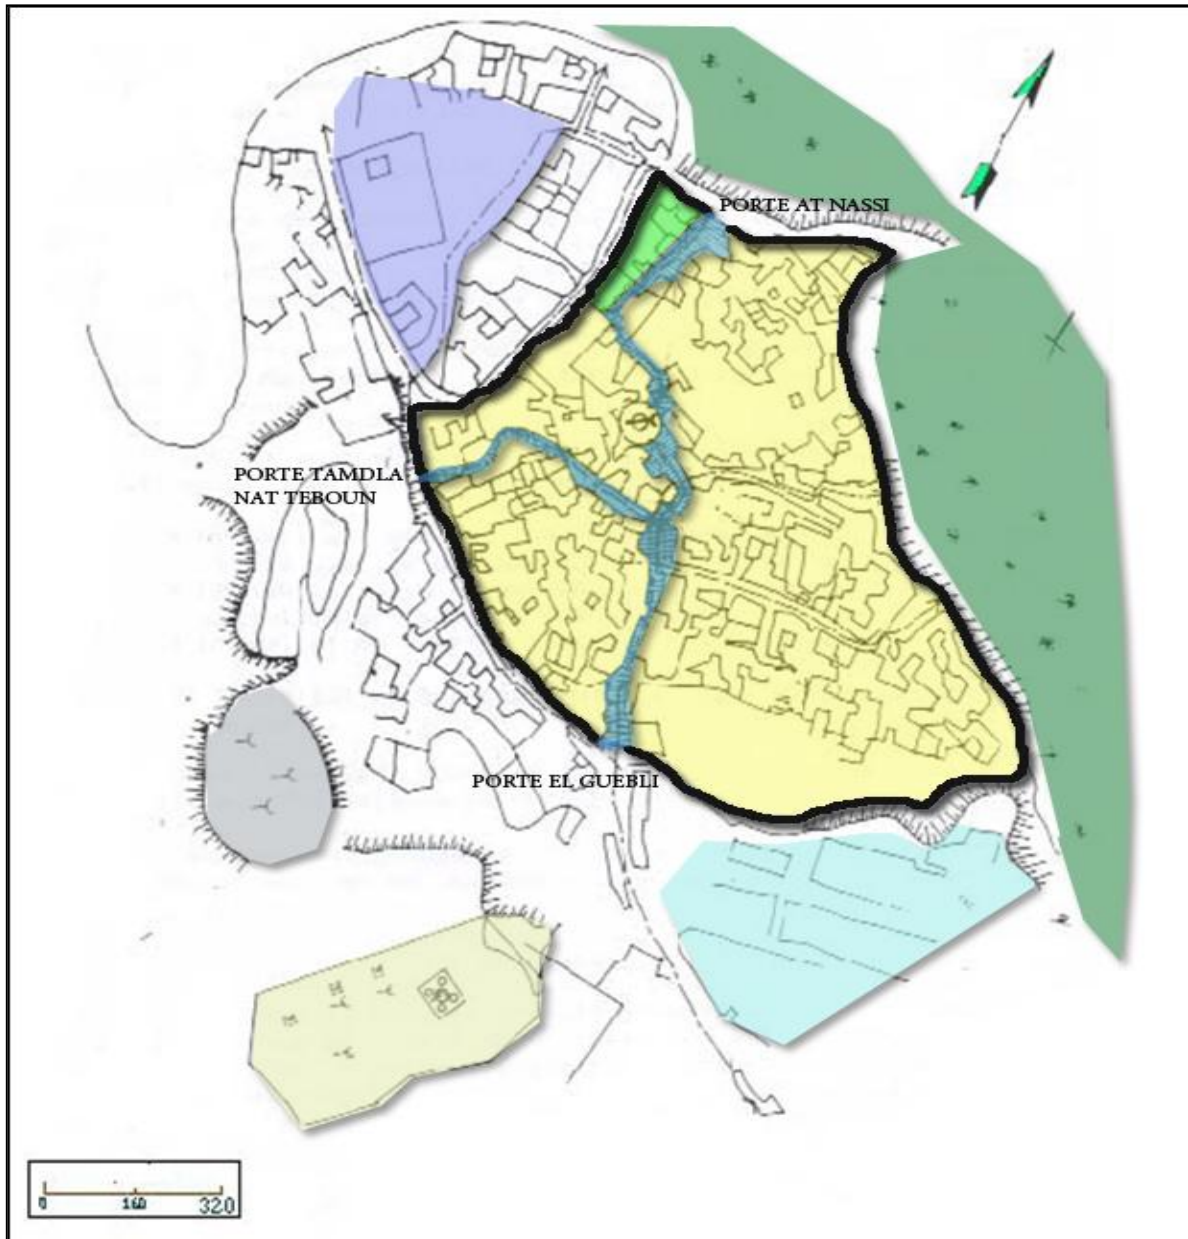 PORTE AT NASSI
PORTE TAMDLA
NAT TEBOUN
PORTE EL GUEBLI
0 160 320